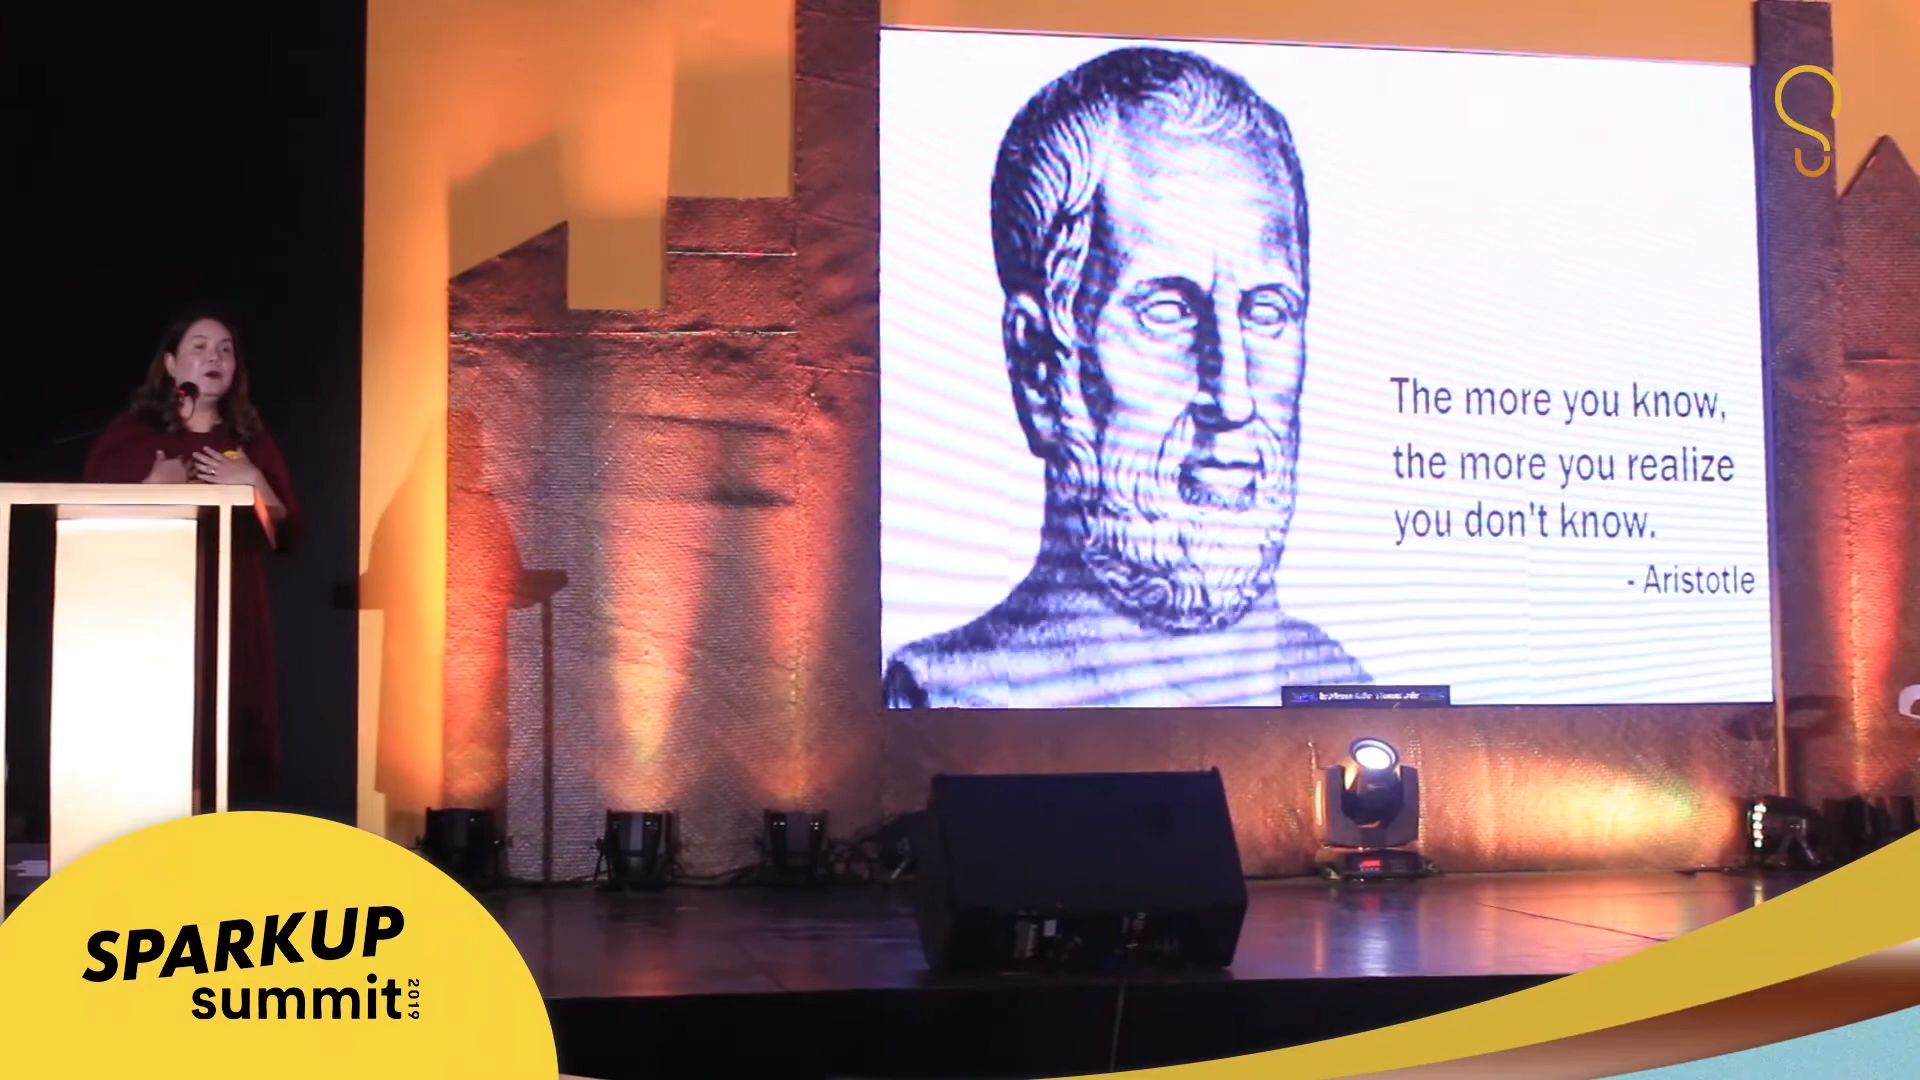 The more you know,
the more you realize
you don't know.
- Aristotle
SPARKUP
summit 2019